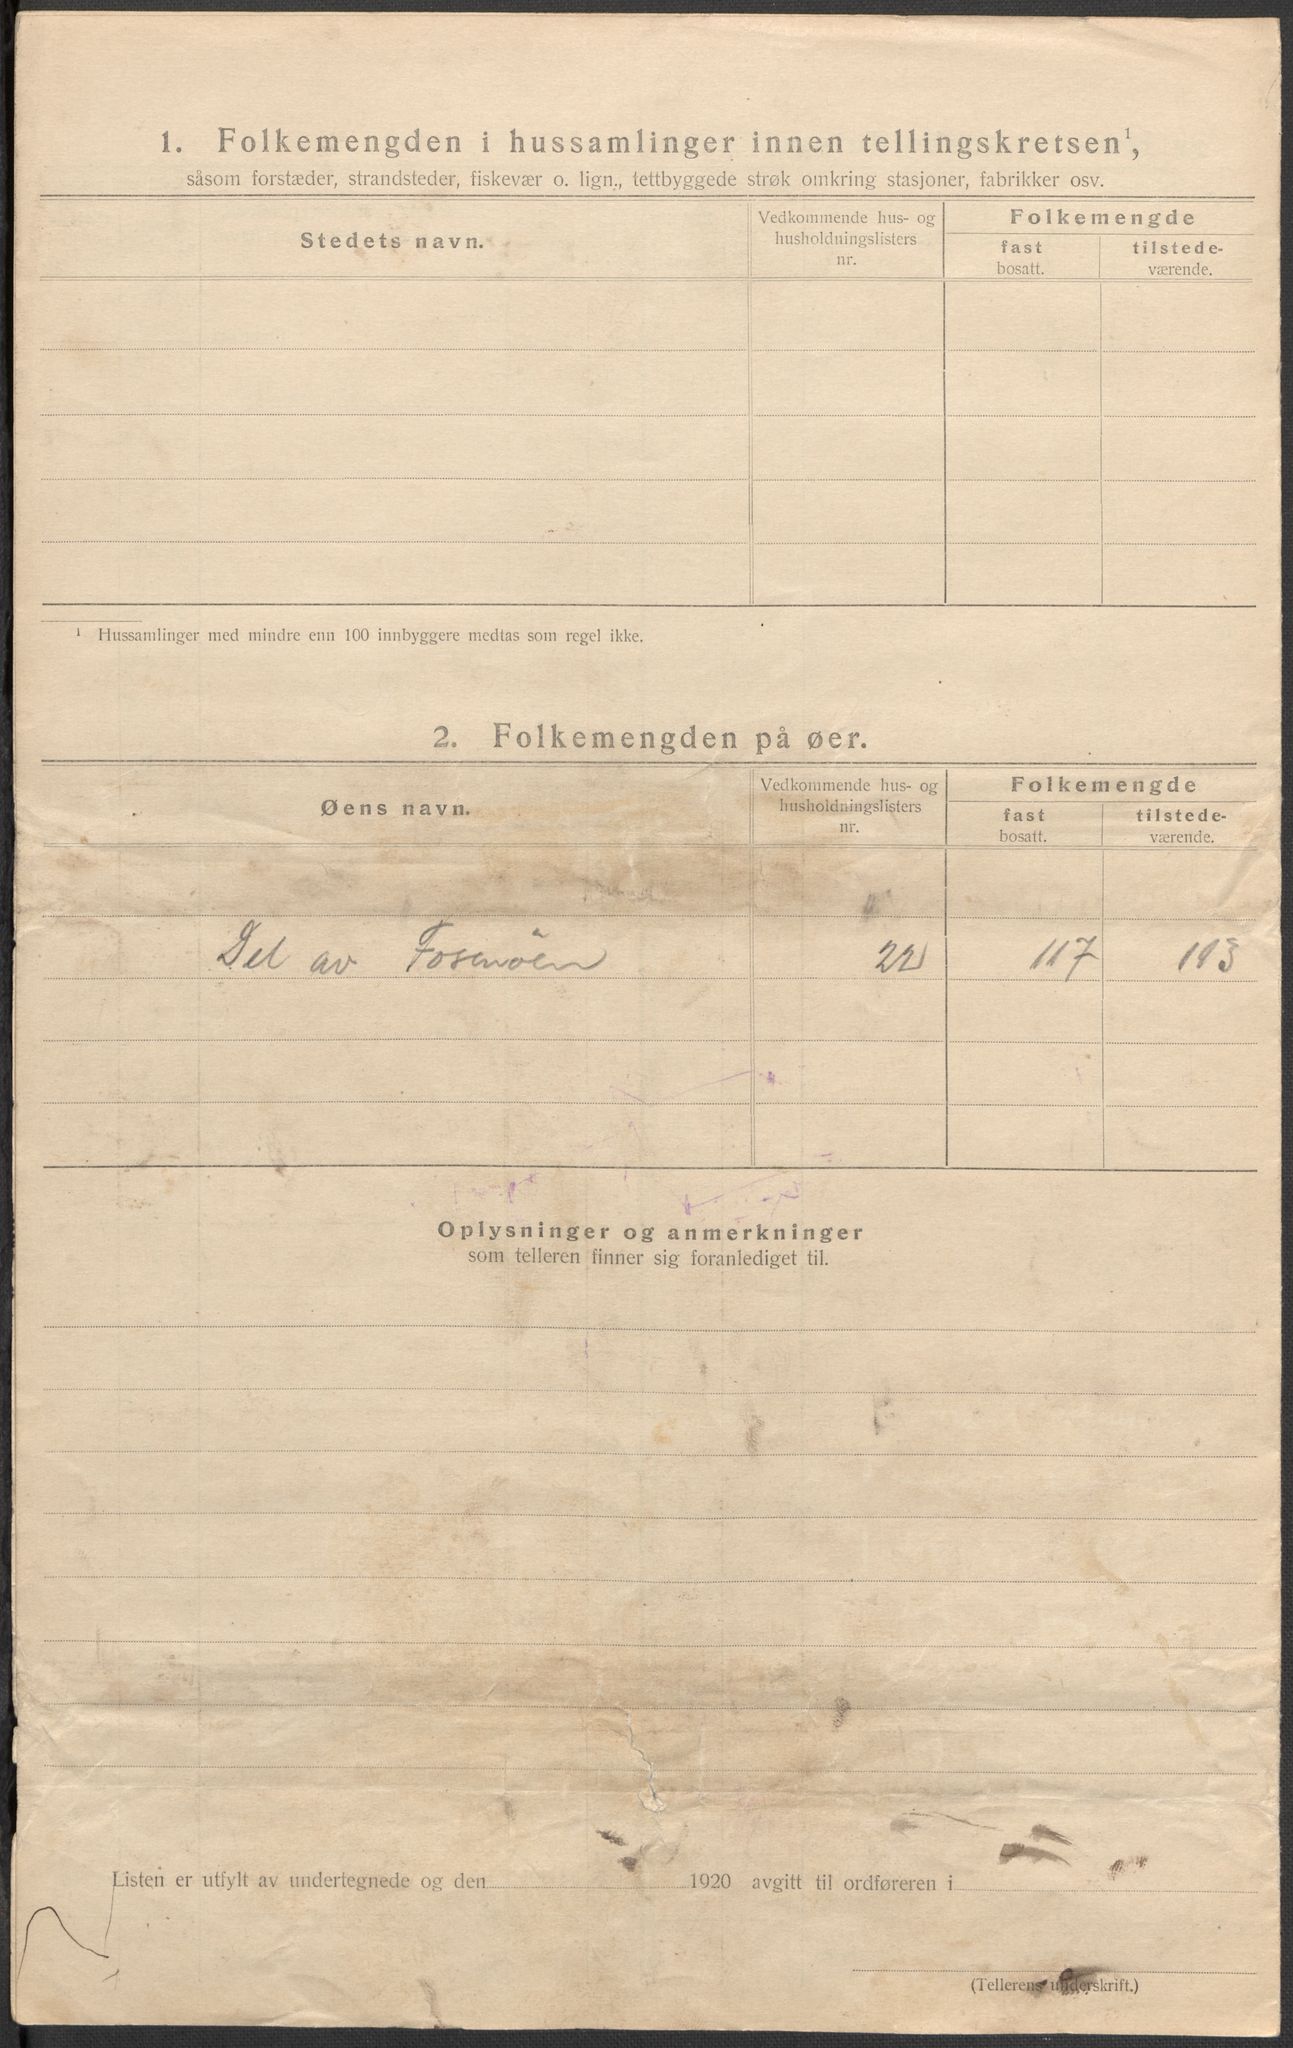 1. Folkemengden i hussamlinger innen tellingskretsen¹,
såsom forstæder, strandsteder, fiskevær o. lign., tettbyggede strøk omkring stasjoner, fabrikker osv.
Stedets navn.
Vedkommende hus- og
husholdningslisters
nr.
Folkemengde
fast
bosatt.
tilstede-
værende.
¹ Hussamlinger med mindre enn 100 innbyggere medtas som regel ikke.
2. Folkemengden på øer.
Øens navn.
Vedkommende hus- og
husholdningslisters
nr.
Folkemengde
fast
bosatt.
tilstede-
værende.
Del av Fosenöen 22 117 113
Oplysninger og anmerkninger
som telleren finner sig foranlediget til.
Listen er utfylt av undertegnede og den 1920 avgitt til ordføreren i
(Tellerens underskrift.)